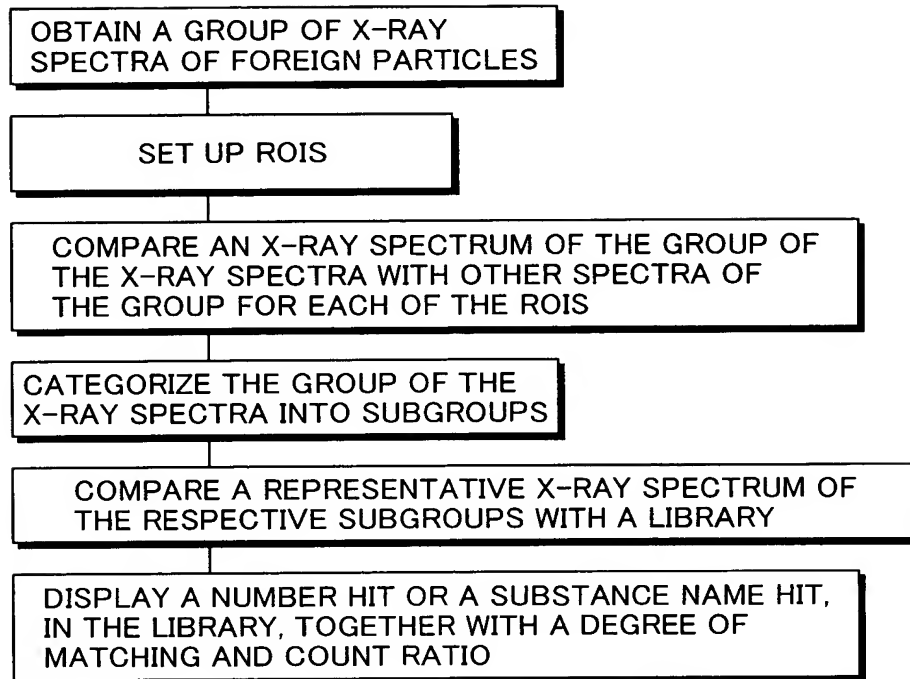 OBTAIN A GROUP OF X-RAY
SPECTRA OF FOREIGN PARTICLES
SET UP ROIS
COMPARE AN X-RAY SPECTRUM OF THE GROUP OF
THE X-RAY SPECTRA WITH OTHER SPECTRA OF
THE GROUP FOR EACH OF THE ROIS
CATEGORIZE THE GROUP OF THE
X-RAY SPECTRA INTO SUBGROUPS
COMPARE A REPRESENTATIVE X-RAY SPECTRUM OF
THE RESPECTIVE SUBGROUPS WITH A LIBRARY
DISPLAY A NUMBER HIT OR A SUBSTANCE NAME HIT,
IN THE LIBRARY, TOGETHER WITH A DEGREE OF
MATCHING AND COUNT RATIO